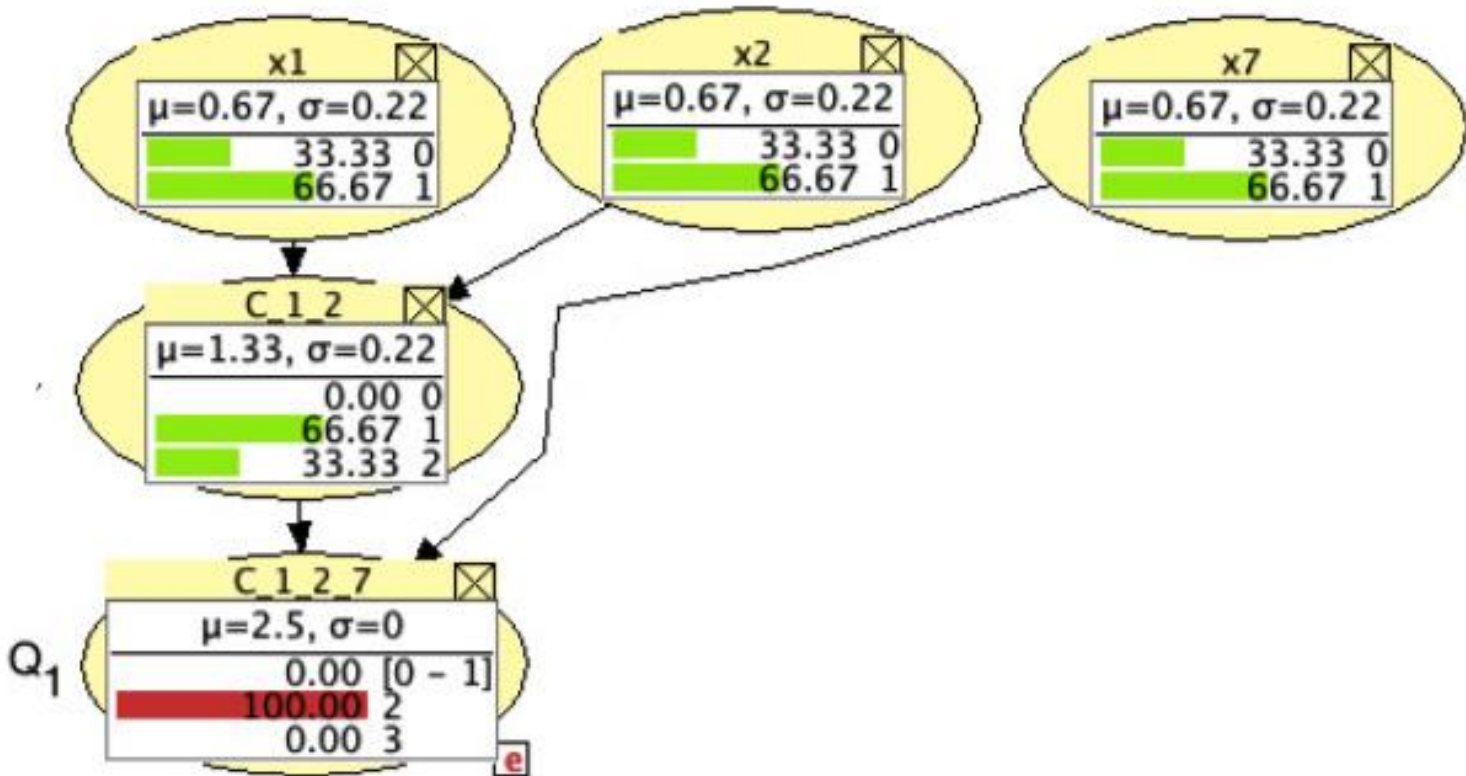 x1
μ=0.67, σ=0.22
33.33 0
66.67 1
x2
μ=0.67, σ=0.22
33.33 0
66.67 1
x7
μ=0.67, σ=0.22
33.33 0
66.67 1
C_1_2
μ=1.33, σ=0.22
0.00 0
66.67 1
33.33 2
C_1_2_7
μ=2.5, σ=0
0.00 [0 - 1]
100.00 2
0.00 3
Q1
e